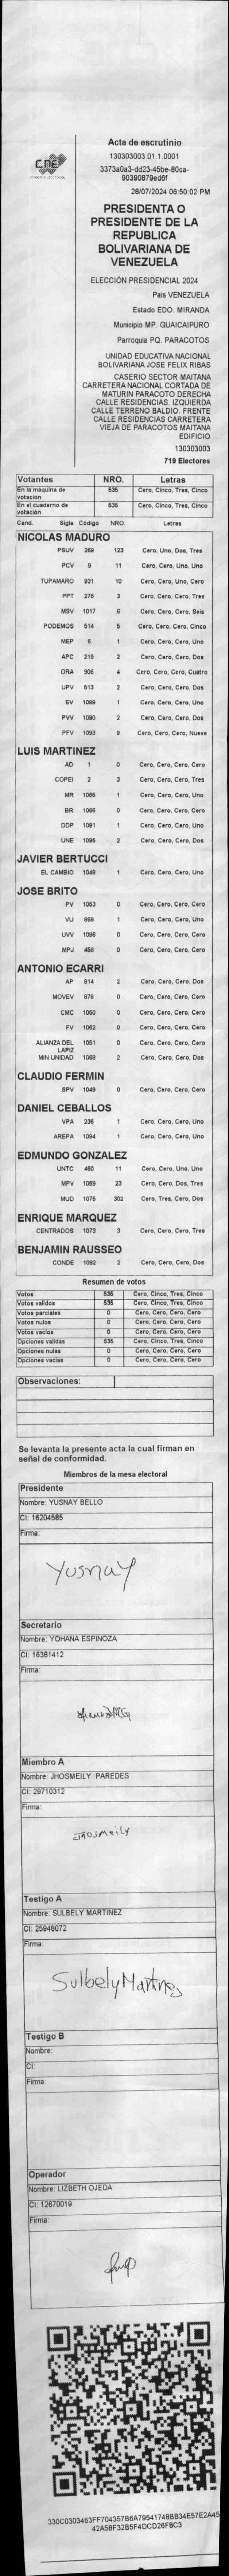 CNE
Acta de escrutinio
130303003.01.1.0001
3373a0a3-dd23-45be-80ca-
90390879ed6f
28/07/2024 06:50:02 PM
PRESIDENTA O
PRESIDENTE DE LA
REPUBLICA
BOLIVARIANA DE
VENEZUELA
ELECCIÓN PRESIDENCIAL 2024
País VENEZUELA
Estado EDO. MIRANDA
Municipio MP. GUAICAIPURO
Parroquia PQ. PARACOTOS
UNIDAD EDUCATIVA NACIONAL
BOLIVARIANA JOSE FELIX RIBAS
CASERIO SECTOR MAITANA
CARRETERA NACIONAL CORTADA DE
MATURIN PARACOTO DERECHA
CALLE RESIDENCIAS. IZQUIERDA
CALLE TERRENO BALDIO. FRENTE
CALLE RESIDENCIAS CARRETERA
VIEJA DE PARACOTOS MAITANA
EDIFICIO
130303003
719 Electores
Votantes NRO. Letras
En la máquina de votación 535 Cero, Cinco, Tres, Cinco
En el cuaderno de votación 535 Cero, Cinco, Tres, Cinco
Cand. Sigla Código NRO. Letras
NICOLAS MADURO
PSUV 269 123 Cero, Uno, Dos, Tres
PCV 9 11 Cero, Cero, Uno, Uno
TUPAMARO 931 10 Cero, Cero, Uno, Cero
PPT 276 3 Cero, Cero, Cero, Tres
MSV 1017 6 Cero, Cero, Cero, Seis
PODEMOS 514 5 Cero, Cero, Cero, Cinco
MEP 6 1 Cero, Cero, Cero, Uno
APC 219 2 Cero, Cero, Cero, Dos
ORA 905 4 Cero, Cero, Cero, Cuatro
UPV 613 2 Cero, Cero, Cero, Dos
EV 1089 1 Cero, Cero, Cero, Uno
PVV 1090 2 Cero, Cero, Cero, Dos
PFV 1093 9 Cero, Cero, Cero, Nueve
LUIS MARTINEZ
AD 1 0 Cero, Cero, Cero, Cero
COPEI 2 3 Cero, Cero, Cero, Tres
MR 1065 1 Cero, Cero, Cero, Uno
BR 1066 0 Cero, Cero, Cero, Cero
DDP 1091 1 Cero, Cero, Cero, Uno
UNE 1095 2 Cero, Cero, Cero, Dos
JAVIER BERTUCCI
EL CAMBIO 1048 1 Cero, Cero, Cero, Uno
JOSE BRITO
PV 1053 0 Cero, Cero, Cero, Cero
VU 868 1 Cero, Cero, Cero, Uno
UVV 1096 0 Cero, Cero, Cero, Cero
MPJ 458 0 Cero, Cero, Cero, Cero
ANTONIO ECARRI
AP 814 2 Cero, Cero, Cero, Dos
MOVEV 879 0 Cero, Cero, Cero, Cero
CMC 1050 0 Cero, Cero, Cero, Cero
FV 1062 0 Cero, Cero, Cero, Cero
ALIANZA DEL LAPIZ 1051 0 Cero, Cero, Cero, Cero
MIN UNIDAD 1068 2 Cero, Cero, Cero, Dos
CLAUDIO FERMIN
SPV 1049 0 Cero, Cero, Cero, Cero
DANIEL CEBALLOS
VPA 236 1 Cero, Cero, Cero, Uno
AREPA 1094 1 Cero, Cero, Cero, Uno
EDMUNDO GONZALEZ
UNTC 480 11 Cero, Cero, Uno, Uno
MPV 1069 23 Cero, Cero, Dos, Tres
MUD 1075 302 Cero, Tres, Cero, Dos
ENRIQUE MARQUEZ
CENTRADOS 1073 3 Cero, Cero, Cero, Tres
BENJAMIN RAUSSEO
CONDE 1092 2 Cero, Cero, Cero, Dos
Resumen de votos
Votos 535 Cero, Cinco, Tres, Cinco
Votos validos 535 Cero, Cinco, Tres, Cinco
Votos parciales 0 Cero, Cero, Cero, Cero
Votos nulos 0 Cero, Cero, Cero, Cero
Votos vacios 0 Cero, Cero, Cero, Cero
Opciones validas 535 Cero, Cinco, Tres, Cinco
Opciones nulas 0 Cero, Cero, Cero, Cero
Opciones vacias 0 Cero, Cero, Cero, Cero
Observaciones:
Se levanta la presente acta la cual firman en
señal de conformidad.
Miembros de la mesa electoral
Presidente
Nombre: YUSNAY BELLO
CI: 16204585
Firma:
Yusnay
Secretario
Nombre: YOHANA ESPINOZA
CI: 16381412
Firma:
Miembro A
Nombre: JHOSMEILY PAREDES
CI: 29710312
Firma:
Jhosmeily
Testigo A
Nombre: SULBELY MARTINEZ
CI: 25948072
Firma:
Sulbely Martinez
Testigo B
Nombre:
CI:
Firma:
Operador
Nombre: LIZBETH OJEDA
CI: 12670019
Firma:
330C0303463FF704357B6A79541748BB34E57E2A45
42A58F32B5F4DCD26F8C3